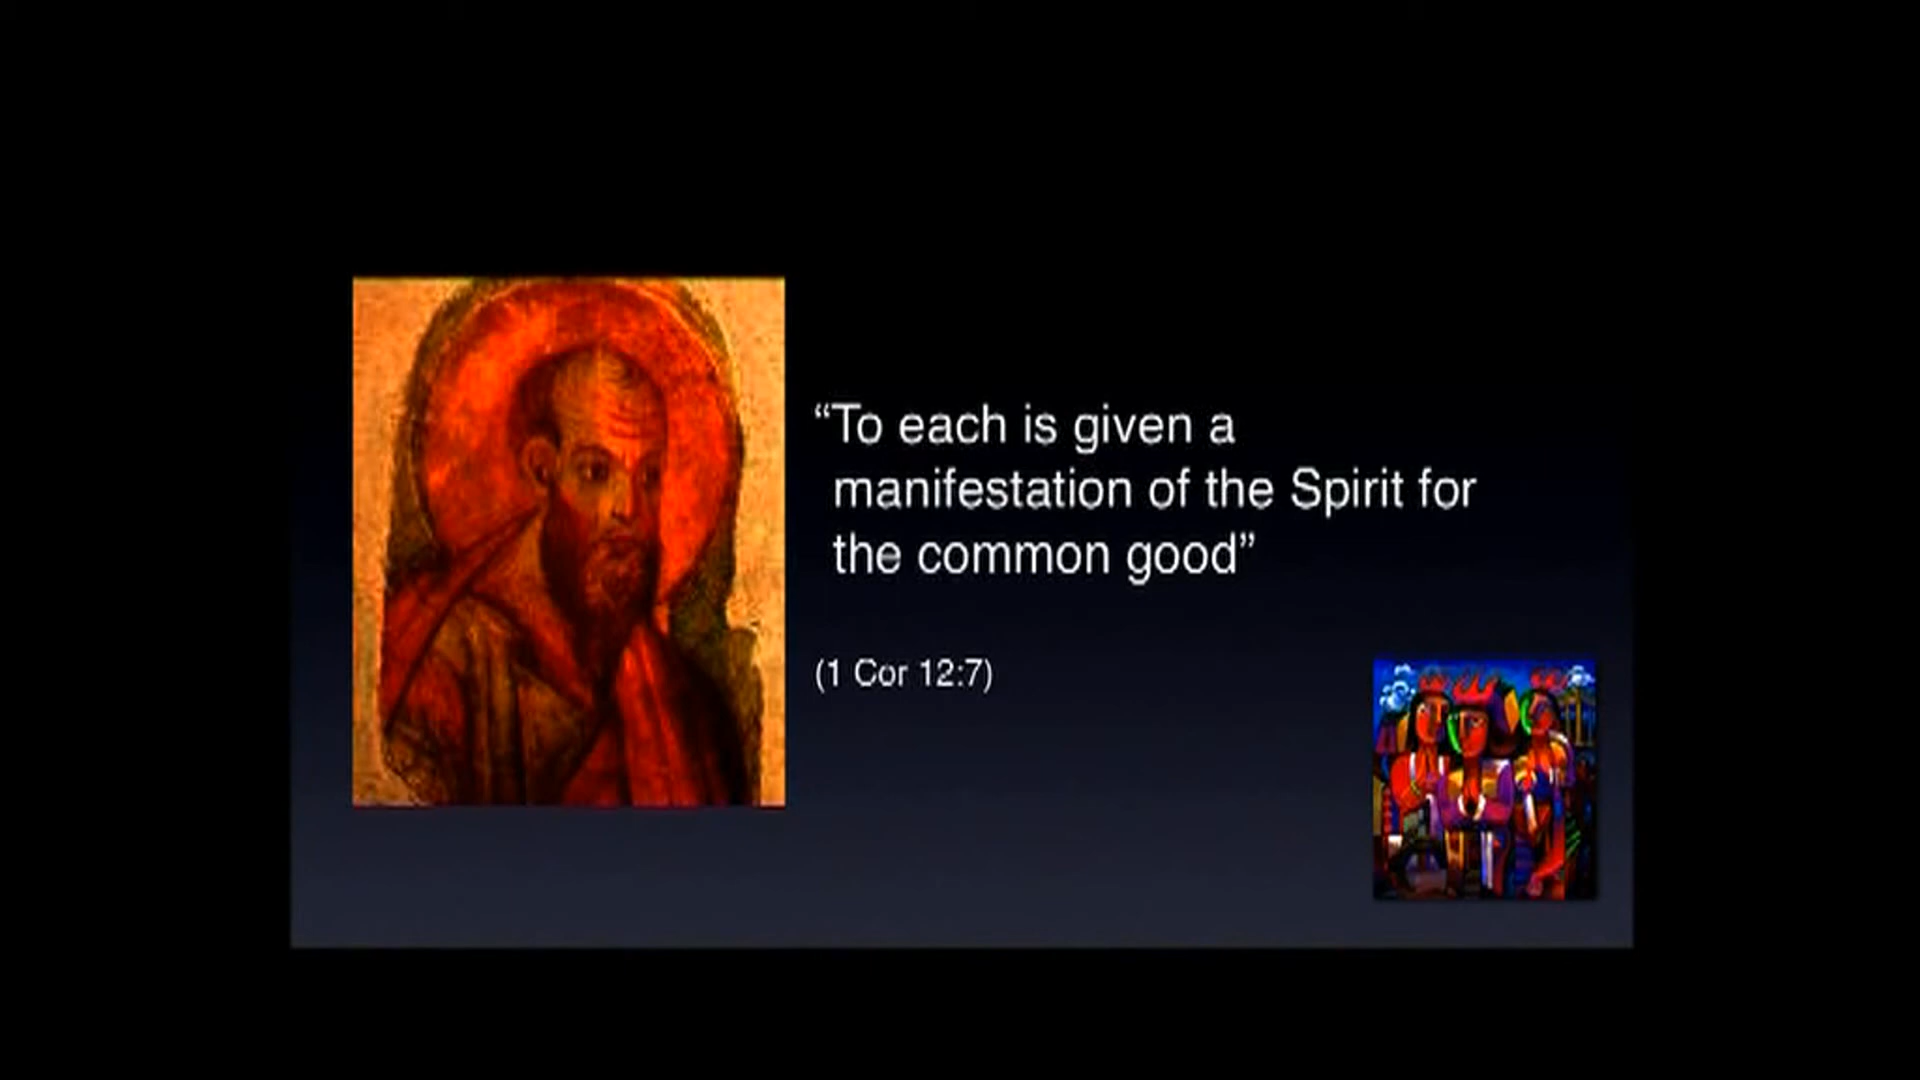 “To each is given a
manifestation of the Spirit for
the common good”
(1 Cor 12:7)